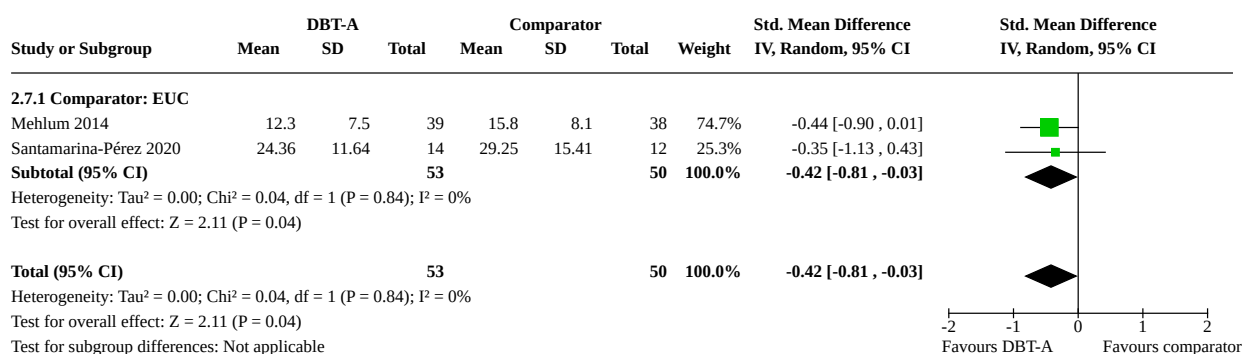 DBT-A Comparator Std. Mean Difference Std. Mean Difference
Study or Subgroup Mean SD Total Mean SD Total Weight IV, Random, 95% CI IV, Random, 95% CI
2.7.1 Comparator: EUC
Mehlum 2014 12.3 7.5 39 15.8 8.1 38 74.7% -0.44 [-0.90 , 0.01]
Santamarina-Pérez 2020 24.36 11.64 14 29.25 15.41 12 25.3% -0.35 [-1.13 , 0.43]
Subtotal (95% CI) 53 50 100.0% -0.42 [-0.81 , -0.03]
Heterogeneity: Tau² = 0.00; Chi² = 0.04, df = 1 (P = 0.84); I² = 0%
Test for overall effect: Z = 2.11 (P = 0.04)
Total (95% CI) 53 50 100.0% -0.42 [-0.81 , -0.03]
Heterogeneity: Tau² = 0.00; Chi² = 0.04, df = 1 (P = 0.84); I² = 0%
Test for overall effect: Z = 2.11 (P = 0.04) -2 -1 0 1 2
Test for subgroup differences: Not applicable Favours DBT-A Favours comparator